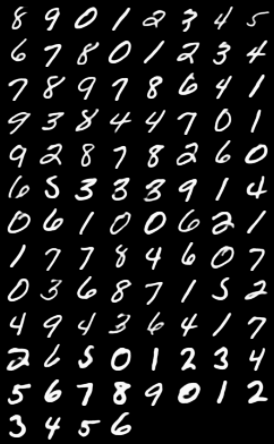 8 9 0 1 2 3 4 5
6 7 8 0 1 2 3 4
7 8 9 7 8 6 4 1
9 3 8 4 4 7 0 1
9 2 8 7 8 2 6 0
6 5 3 3 3 9 1 4
0 6 1 0 0 6 2 1
1 7 7 8 4 6 0 7
0 3 6 8 7 1 5 2
4 9 4 3 6 4 1 7
2 6 5 0 1 2 3 4
5 6 7 8 9 0 1 2
3 4 5 6